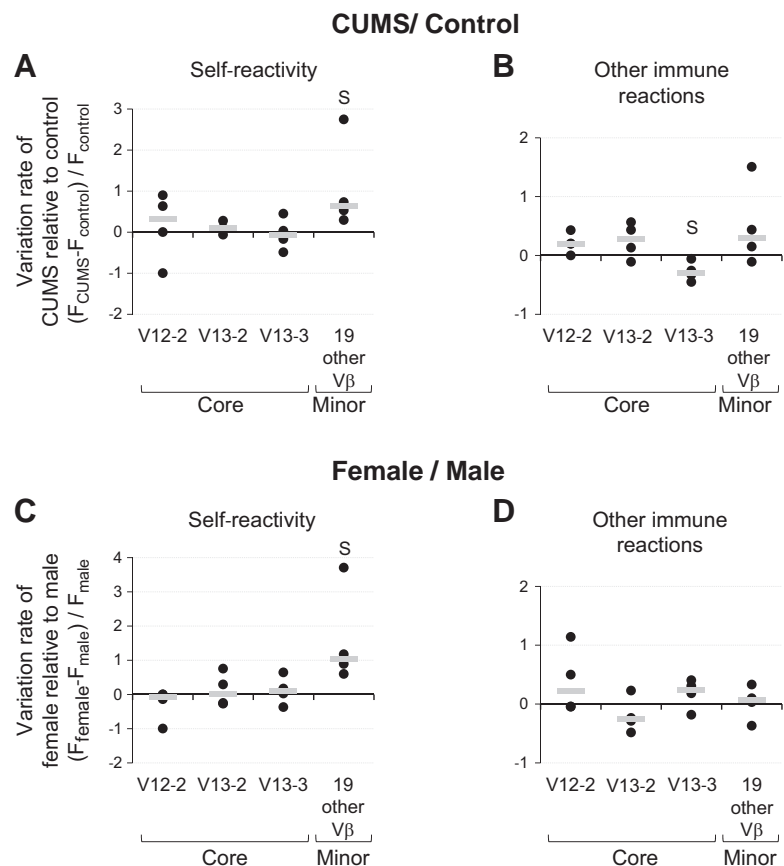 CUMS/ Control
A
Self-reactivity
Variation rate of
CUMS relative to control
(FCUMS-Fcontrol) / Fcontrol
3
2
1
0
-1
-2
S
V12-2 V13-2 V13-3 19
other
Vβ
Core Minor
B
Other immune
reactions
2
1
0
-1
S
V12-2 V13-2 V13-3 19
other
Vβ
Core Minor
Female / Male
C
Self-reactivity
Variation rate of
female relative to male
(Ffemale-Fmale) / Fmale
4
3
2
1
0
-1
-2
S
V12-2 V13-2 V13-3 19
other
Vβ
Core Minor
D
Other immune
reactions
2
1
0
-1
V12-2 V13-2 V13-3 19
other
Vβ
Core Minor